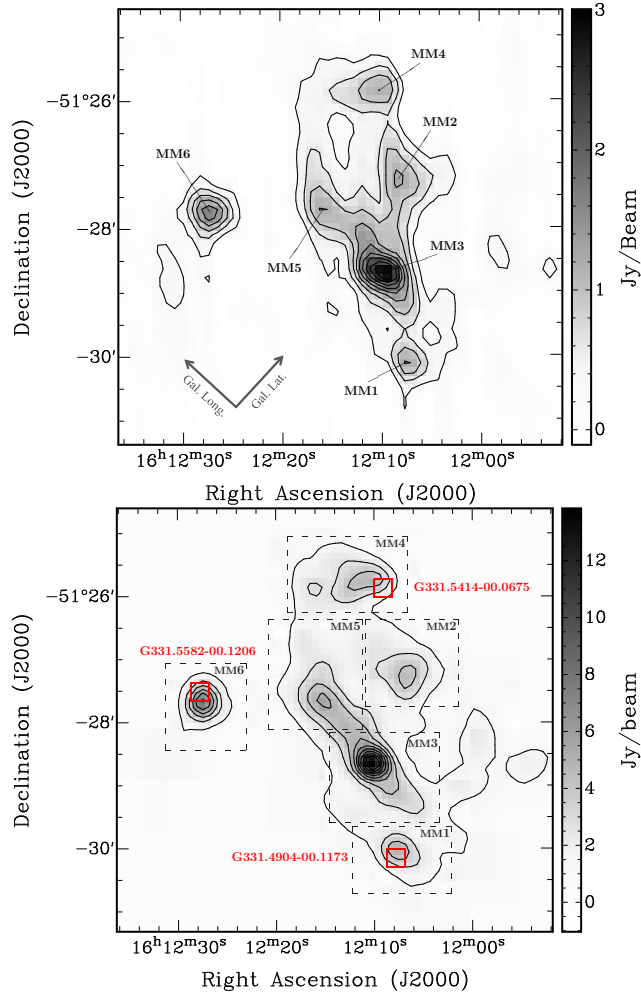 3
MM4
−51°26′
MM2
2
MM6
Declination (J2000)
Jy/Beam
−28′
MM3
MM5
1
−30′
Gal. Long.
Gal. Lat.
MM1
0
16h12m30s
12m20s
12m10s
12m00s
Right Ascension (J2000)
MM4
12
−51°26′
G331.5414-00.0675
10
MM5
MM2
G331.5582-00.1206
MM6
8
Declination (J2000)
Jy/beam
6
−28′
MM3
4
MM1
2
−30′
G331.4904-00.1173
0
16h12m30s
12m20s
12m10s
12m00s
Right Ascension (J2000)